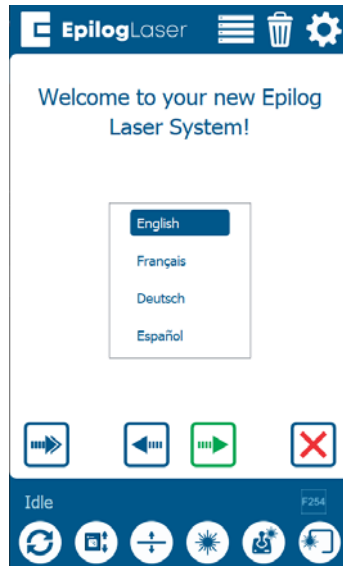 EpilogLaser
Welcome to your new Epilog
Laser System!
English
Français
Deutsch
Español
Idle
F254